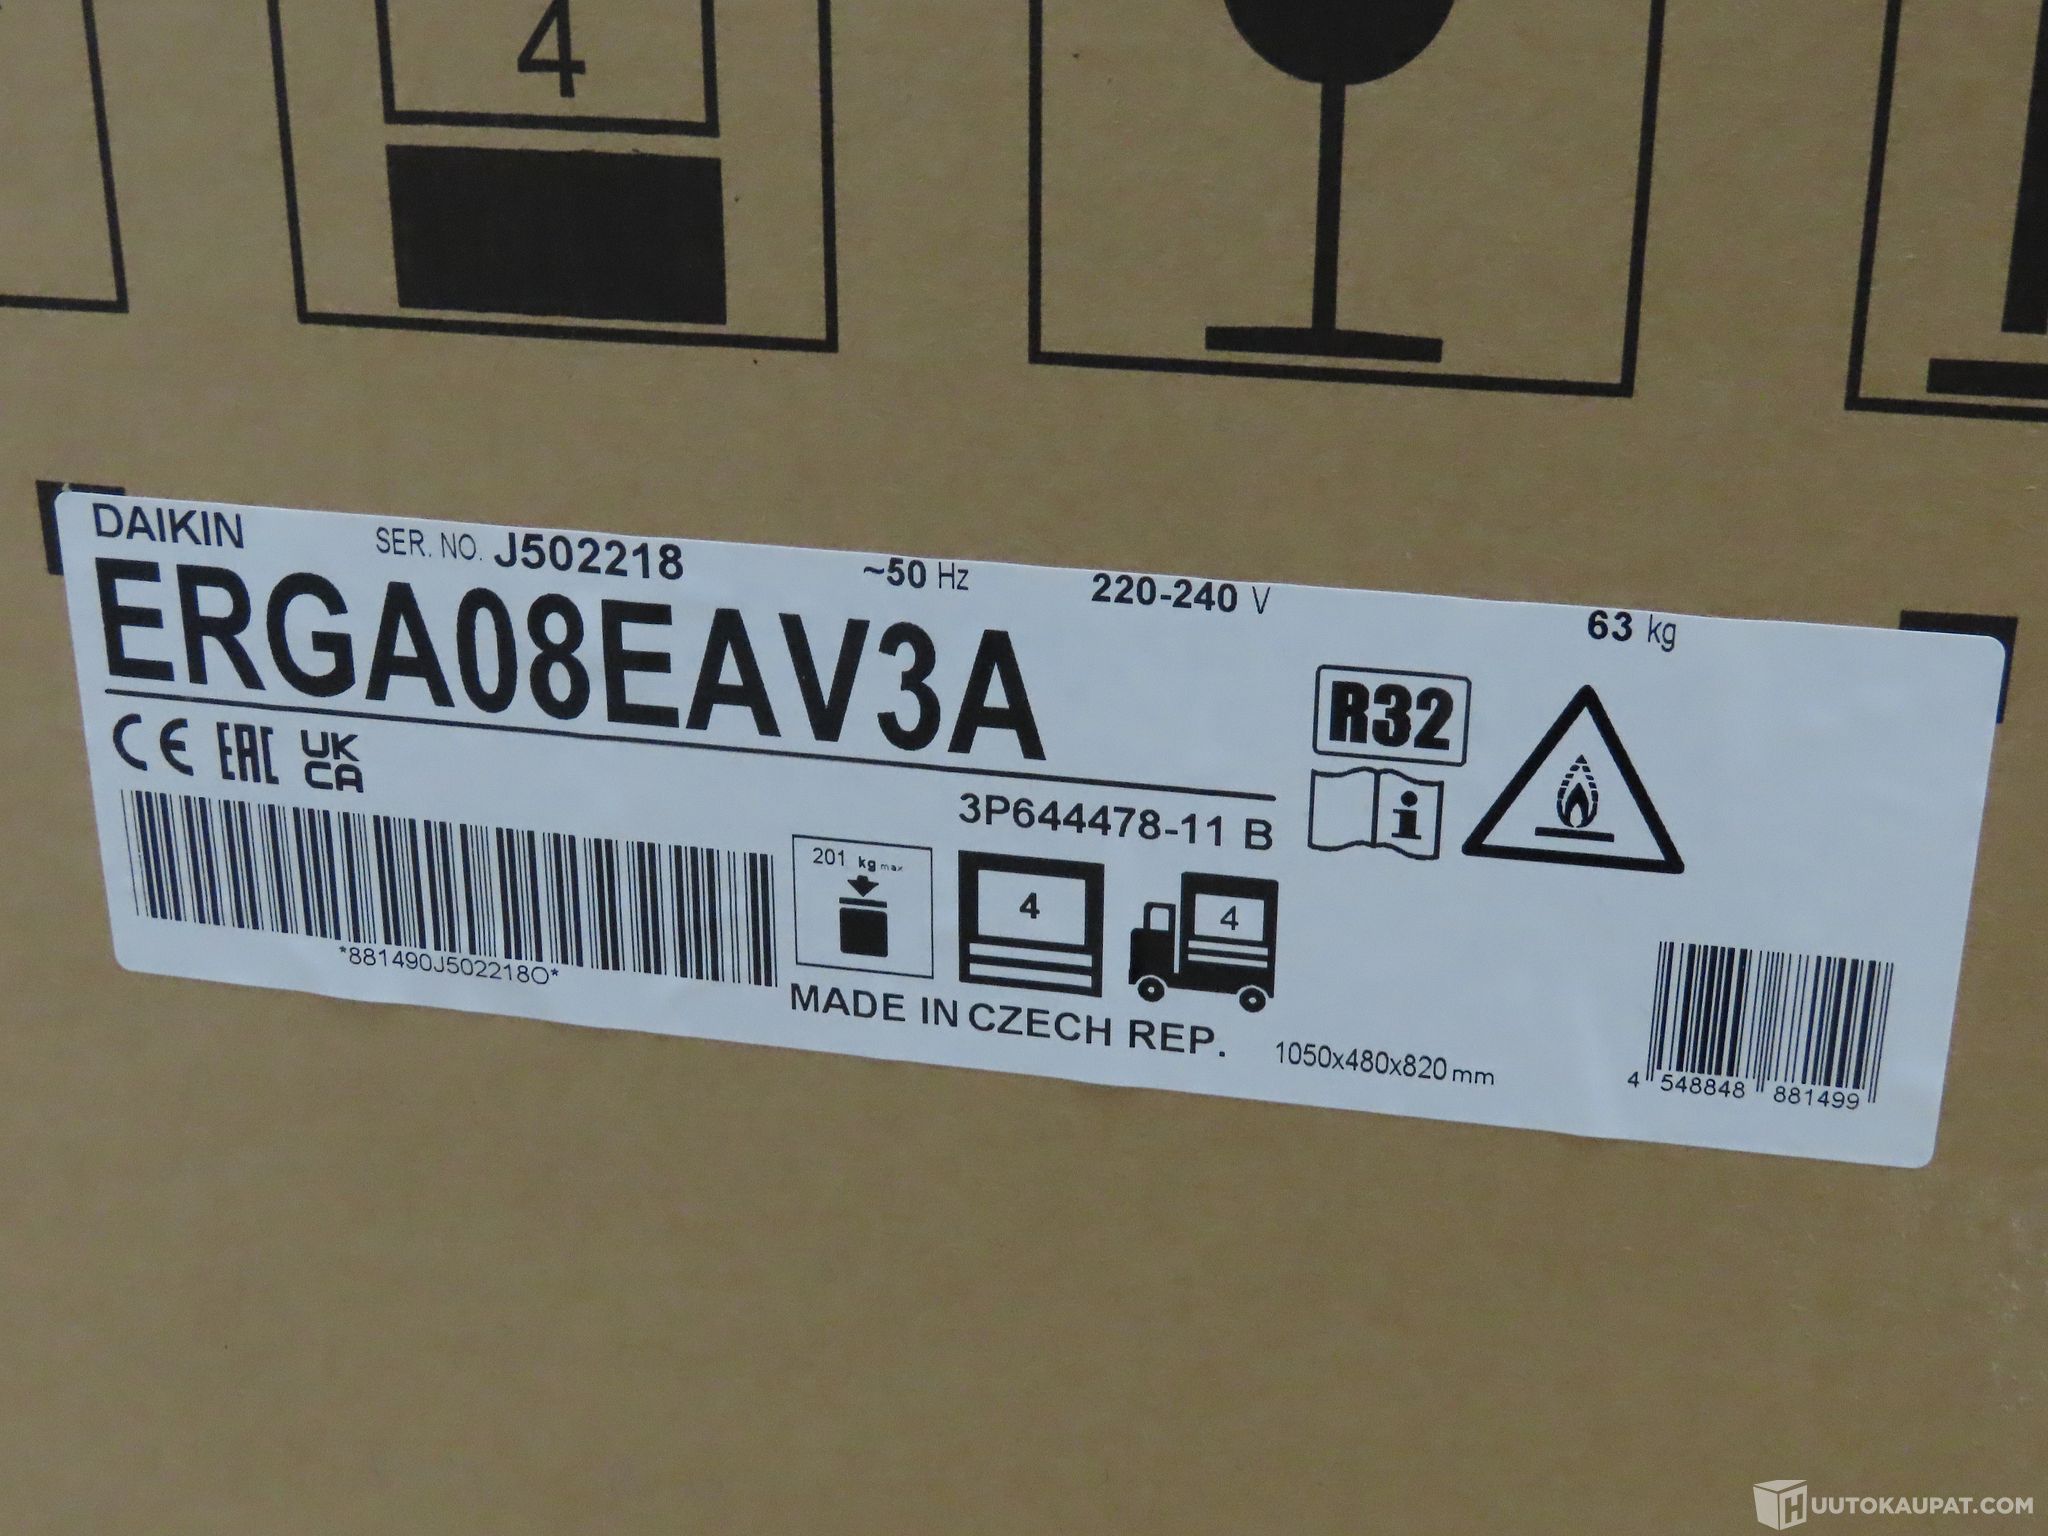 4
DAIKIN
SER. NO. J502218
~50 Hz
220-240 V
63 kg
ERGA08EAV3A
R32
CE EAC UK
CA
3P644478-11 B
i
201 kg max
4
4
*881490J502218O*
MADE IN CZECH REP.
1050x480x820 mm
4 548848 881499
HUUTOKAUPAT.COM